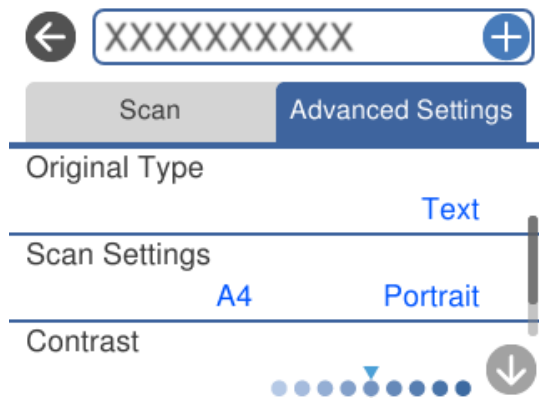 XXXXXXXXXX
Scan
Advanced Settings
Original Type
Text
Scan Settings
A4 Portrait
Contrast